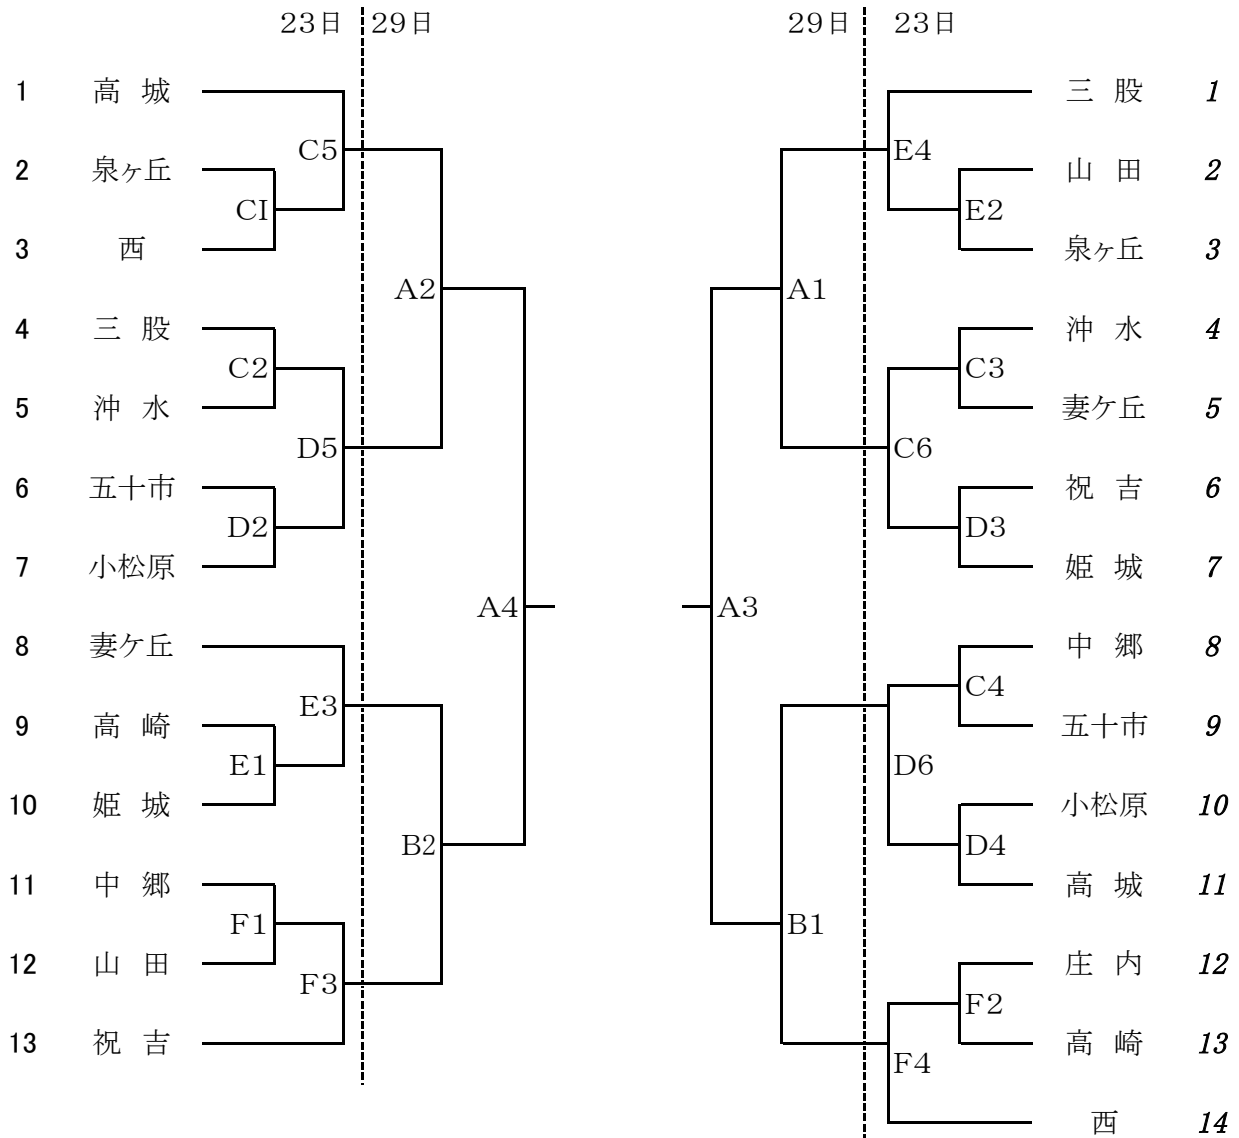 23日 29日 29日 23日
1 高 城 三 股 1
C5 E4
2 泉ヶ丘 山 田 2
CI E2
3 西 泉ヶ丘 3
A2 A1
4 三 股 沖 水 4
C2 C3
5 沖 水 妻ケ丘 5
D5 C6
6 五十市 祝 吉 6
D2 D3
7 小松原 姫 城 7
A4 A3
8 妻ケ丘 中 郷 8
E3 C4
9 高 崎 五十市 9
E1 D6
10 姫 城 小松原 10
B2 D4
11 中 郷 高 城 11
F1 B1
12 山 田 庄 内 12
F3 F2
13 祝 吉 高 崎 13
F4
西 14